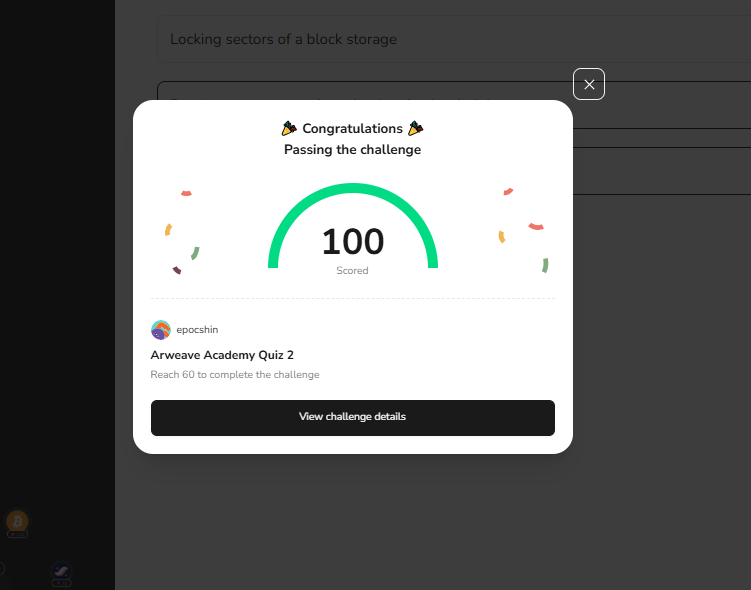 Locking sectors of a block storage
Congratulations
Passing the challenge
100
Scored
epocshin
Arweave Academy Quiz 2
Reach 60 to complete the challenge
View challenge details